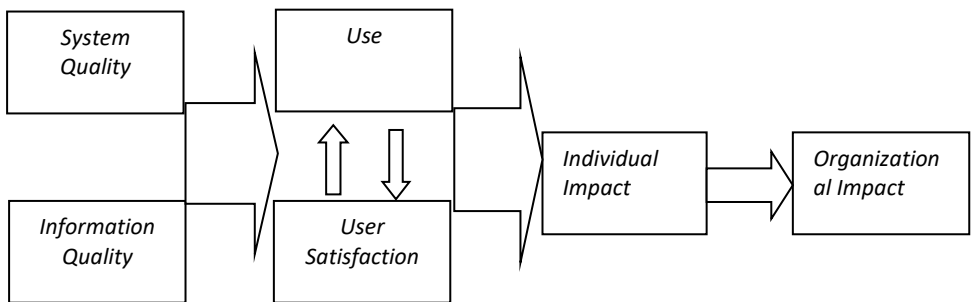 System
Quality
Use
Individual
Impact
Organization
al Impact
Information
Quality
User
Satisfaction